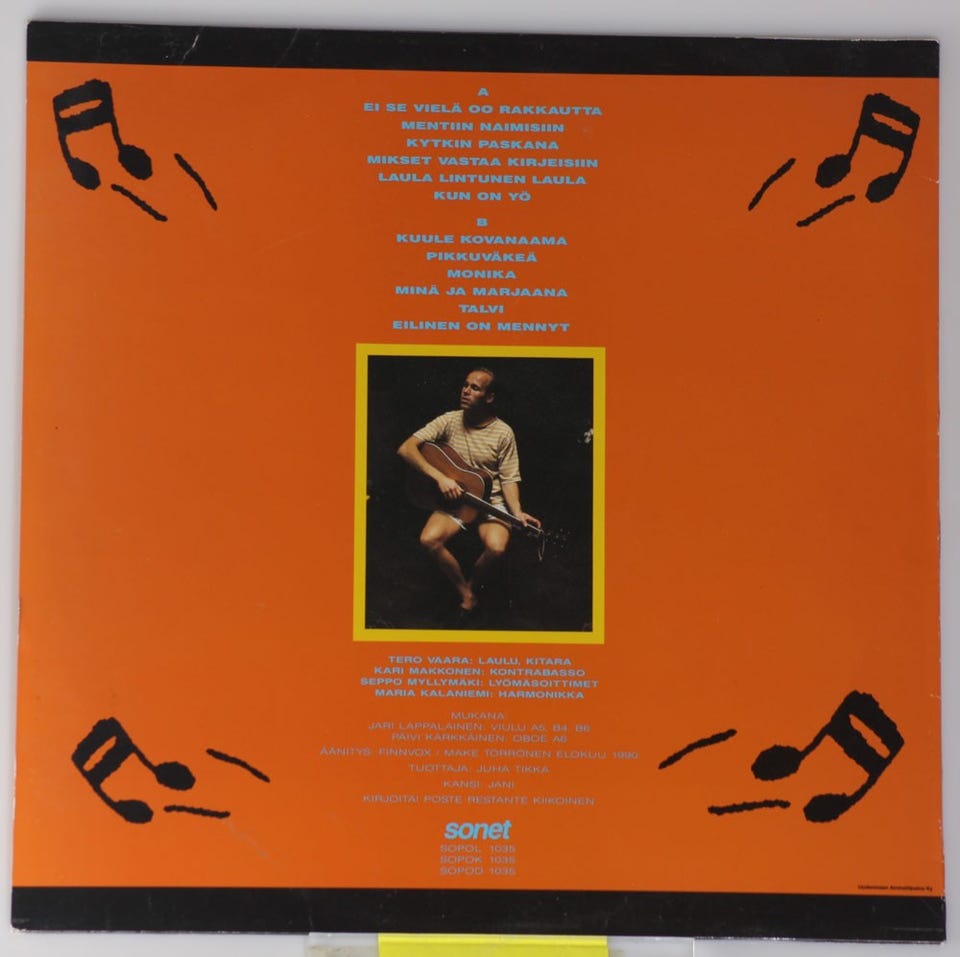 A
EI SE VIELÄ OO RAKKAUTTA
MENTIIN NAIMISIIN
KYTKIN PASKANA
MIKSET VASTAA KIRJEISIIN
LAULA LINTUNEN LAULA
KUN ON YÖ
B
KUULE KOVANAAMA
PIKKUVÄKEÄ
MONIKA
MINÄ JA MARJAANA
TALVI
EILINEN ON MENNYT
TERO VAARA: LAULU, KITARA
KARI MAKKONEN: KONTRABASSO
SEPPO MYLLYMÄKI: LYÖMÄSOITTIMET
MARIA KALANIEMI: HARMONIKKA
MUKANA:
JARI LAPPALAINEN: VIULU A5, B4, B6
PÄIVI KÄRKKÄINEN: OBOE A6
ÄÄNITYS: FINNVOX / MAKE TÖRRÖNEN ELOKUU 1990
TUOTTAJA: JUHA TIKKA
KANSI: JANI
KIRJOITA! POSTE RESTANTE KIIKOINEN
sonet
SOPOL 1035
SOPOK 1035
SOPOD 1035